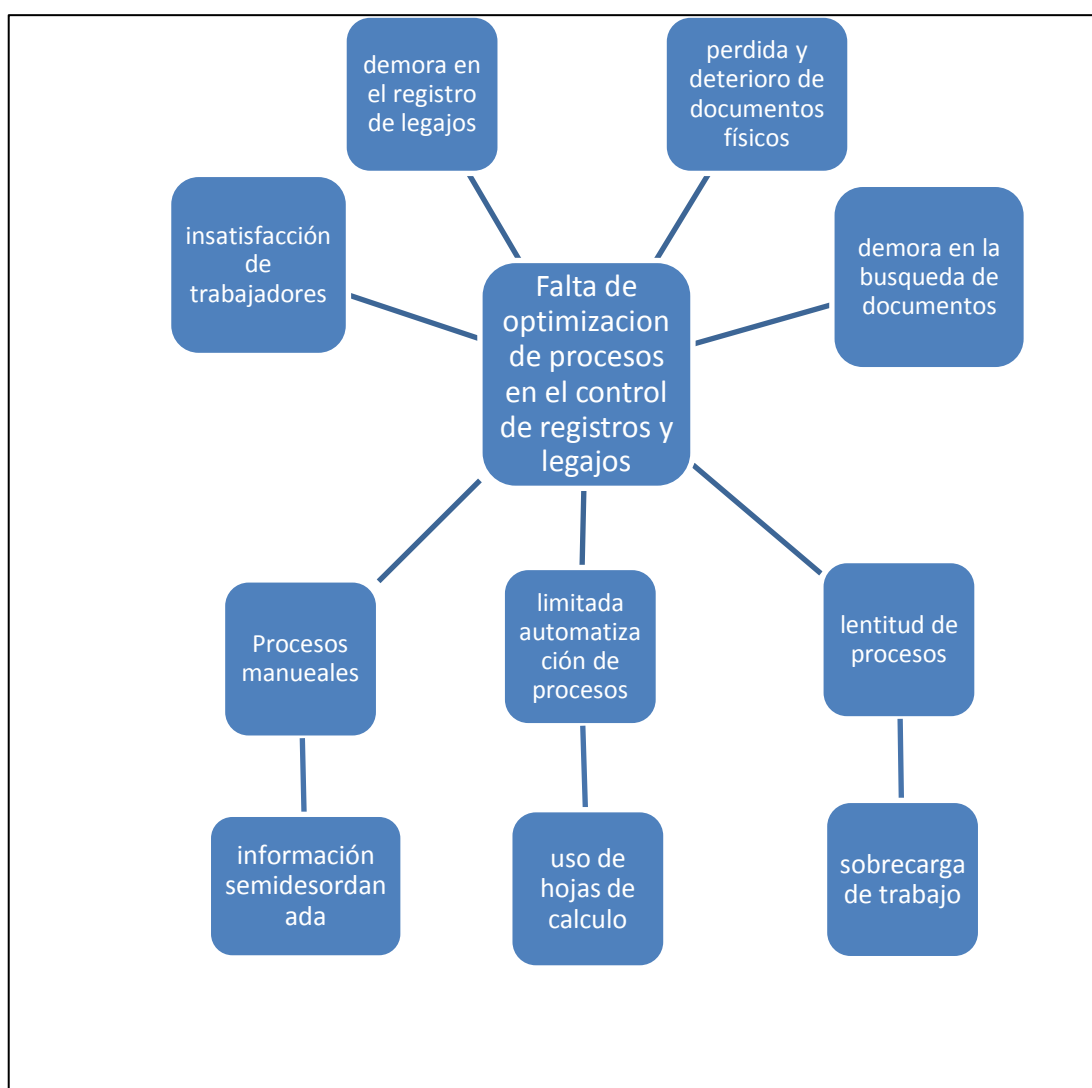 demora en
el registro
de legajos
perdida y
deterioro de
documentos
físicos
insatisfacción
de
trabajadores
demora en la
busqueda de
documentos
Falta de
optimizacion
de procesos
en el control
de registros y
legajos
Procesos
manueales
limitada
automatiza
ción de
procesos
lentitud de
procesos
información
semidesordan
ada
uso de
hojas de
calculo
sobrecarga
de trabajo